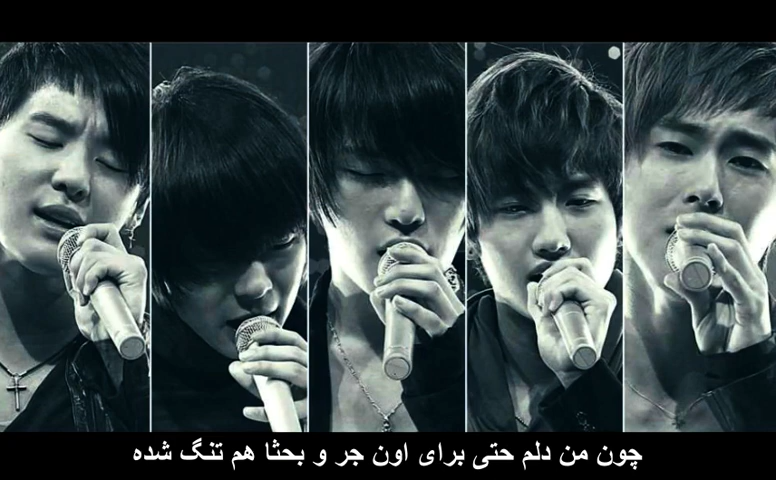 چون من دلم حتی برای اون جر و بحثا هم تنگ شده